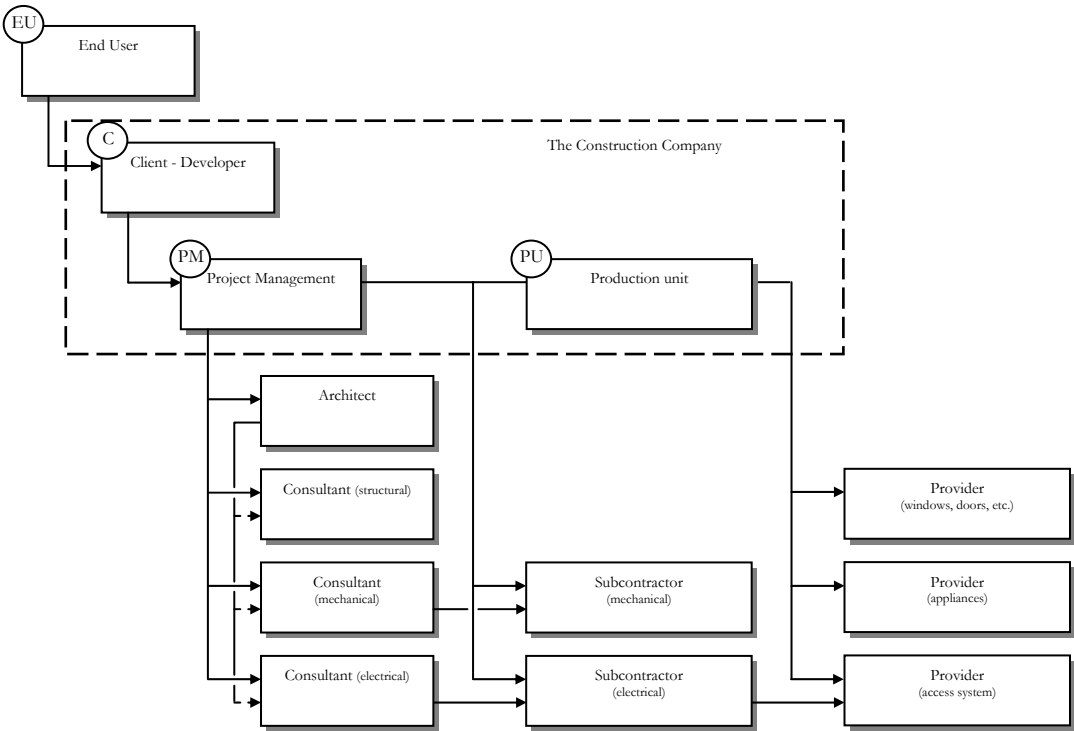 EU
End User
C
Client - Developer
The Construction Company
PM
Project Management
PU
Production unit
Architect
Consultant (structural)
Provider
(windows, doors, etc.)
Consultant
(mechanical)
Subcontractor
(mechanical)
Provider
(appliances)
Consultant (electrical)
Subcontractor
(electrical)
Provider
(access system)